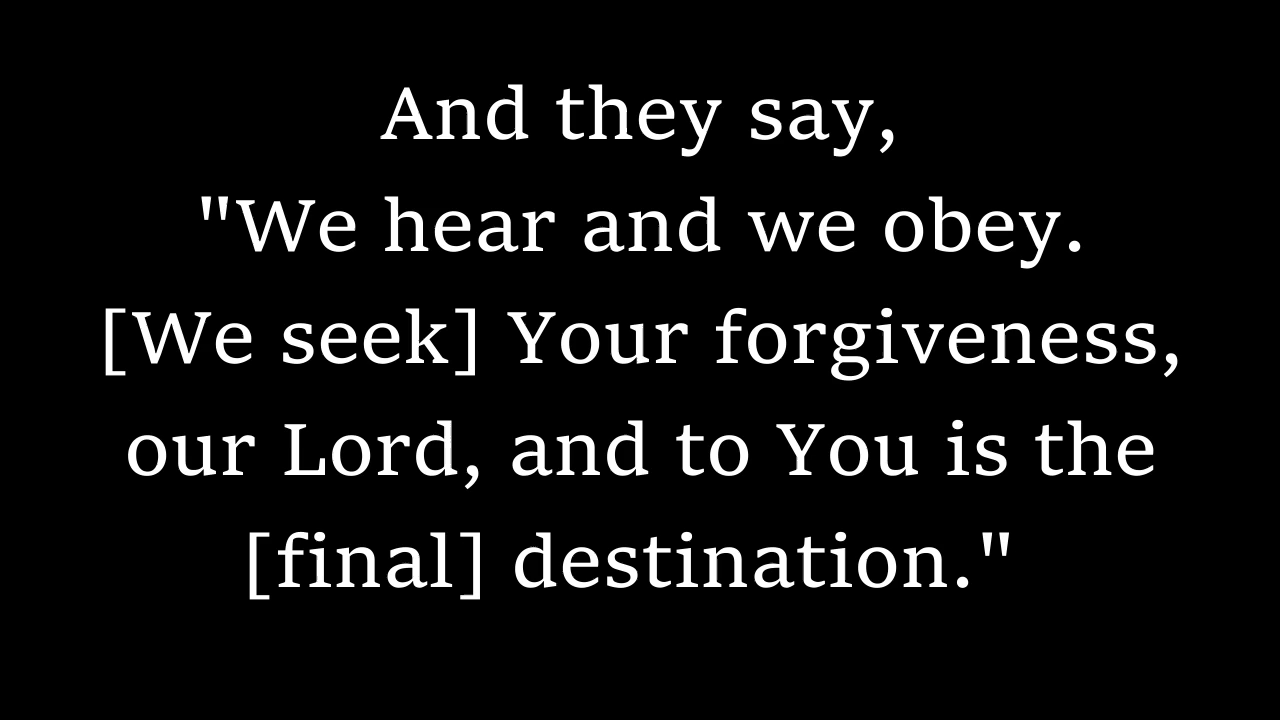 And they say,
"We hear and we obey.
[We seek] Your forgiveness,
our Lord, and to You is the
[final] destination."